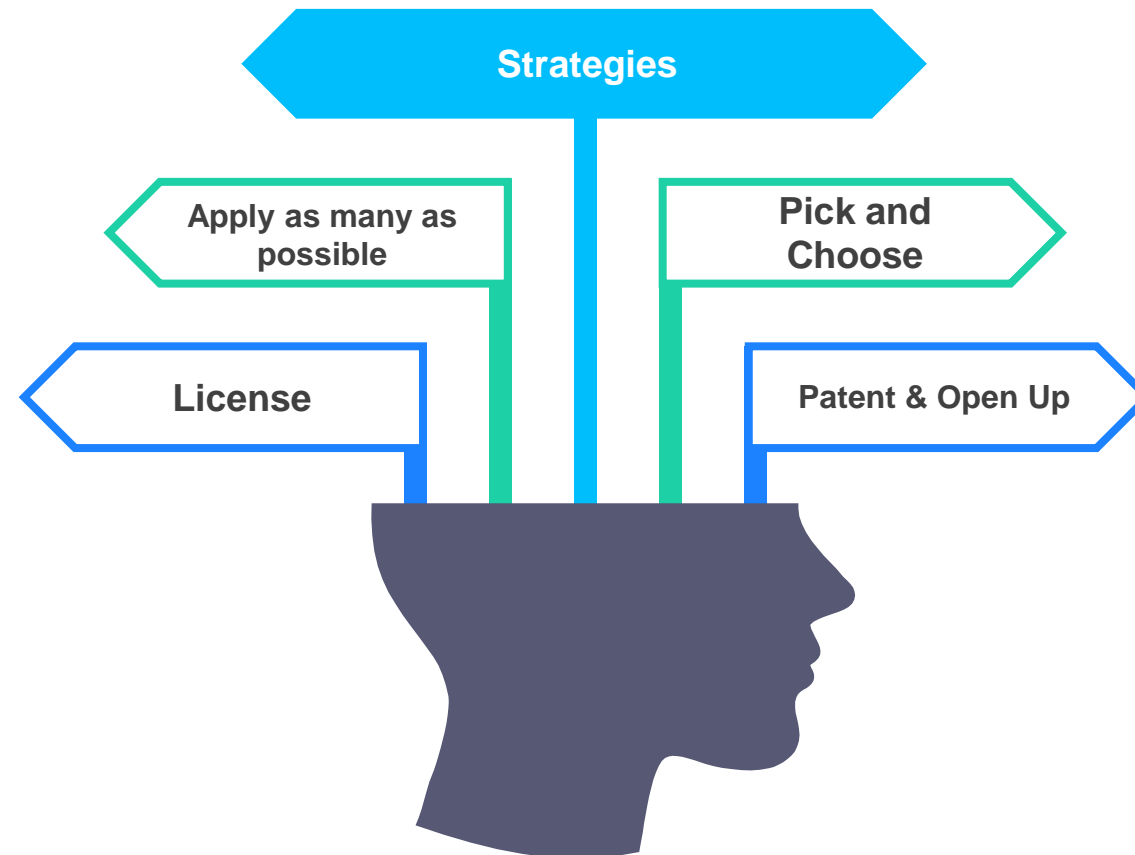 Strategies
Apply as many as
possible
Pick and
Choose
License
Patent & Open Up